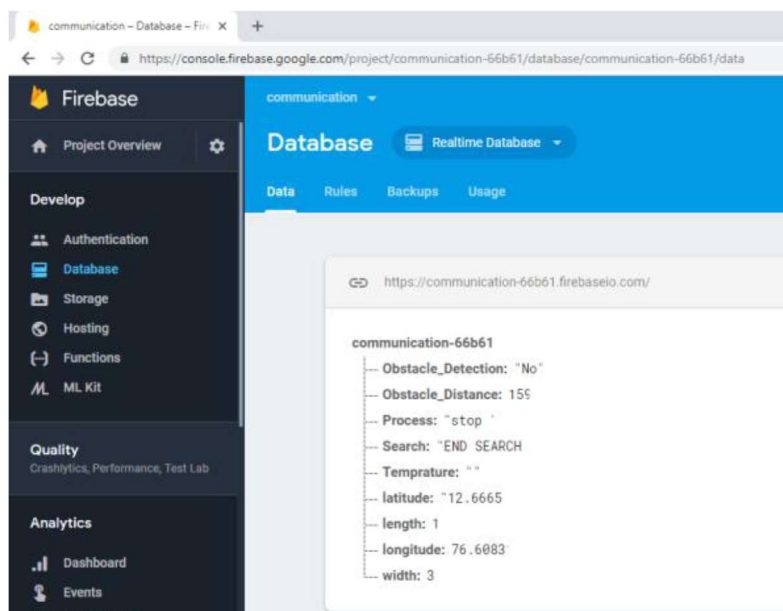 communication – Database – Fir
https://console.firebase.google.com/project/communication-66b61/database/communication-66b61/data
Firebase
Project Overview
Develop
Authentication
Database
Storage
Hosting
Functions
ML Kit
Quality
Crashlytics, Performance, Test Lab
Analytics
Dashboard
Events
communication
Database
Realtime Database
Data Rules Backups Usage
https://communication-66b61.firebaseio.com/
communication-66b61
Obstacle_Detection: "No"
Obstacle_Distance: 159
Process: "stop '
Search: "END SEARCH
Temprature: ""
latitude: "12.6665
length: 1
longitude: 76.6083
width: 3